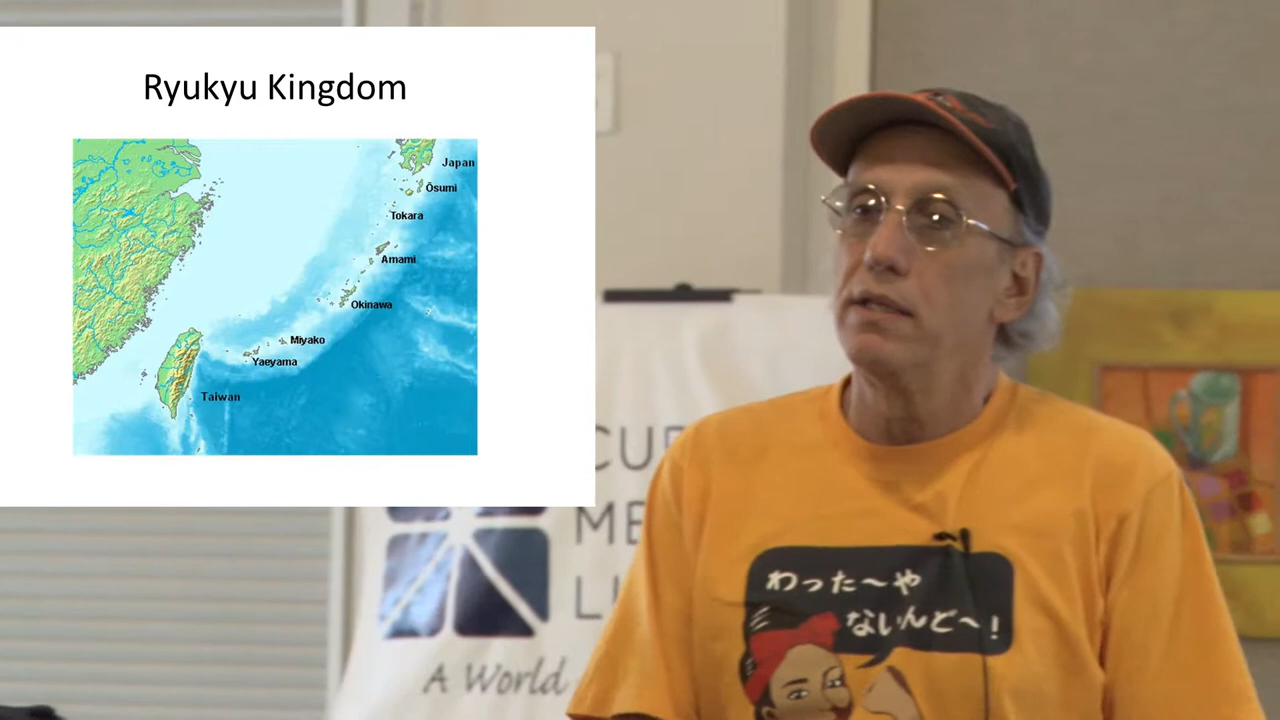 Ryukyu Kingdom
Japan
Ōsumi
Tokara
Amami
Okinawa
Miyako
Yaeyama
Taiwan
わった〜や
ないんど〜!
A World